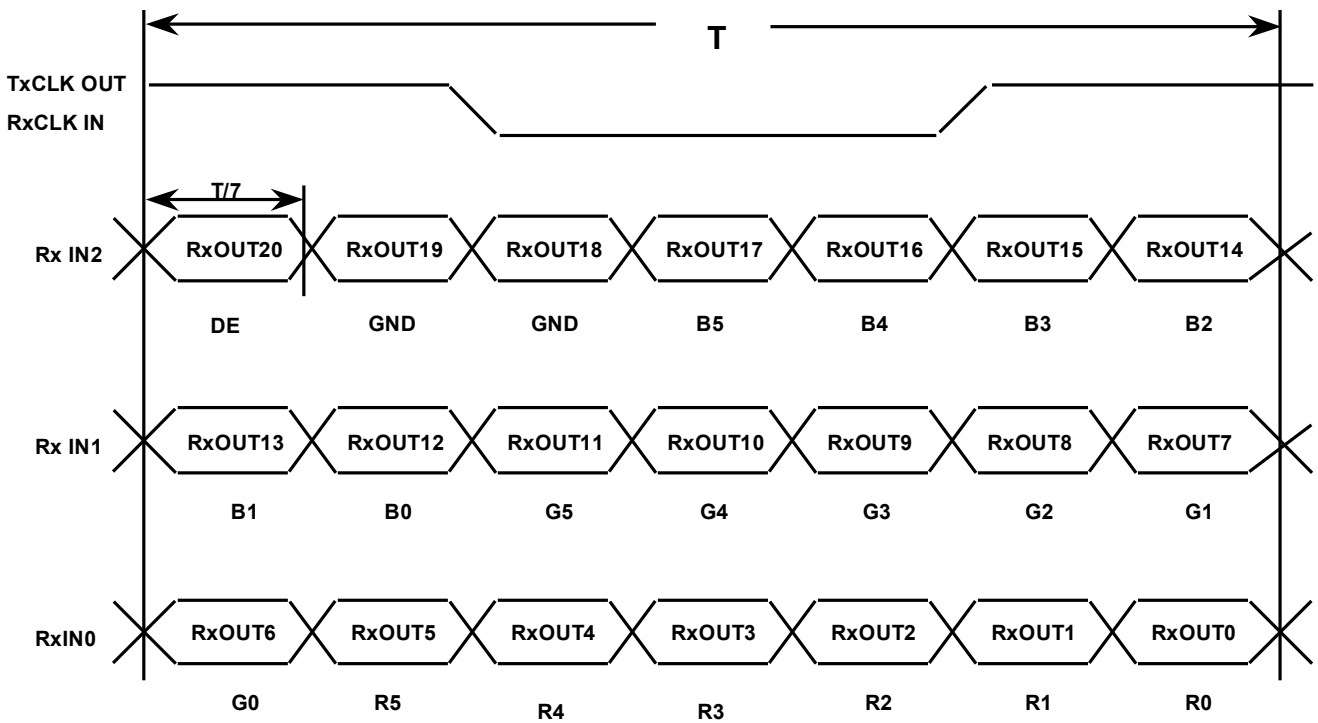 T
TxCLK OUT
RxCLK IN
T/7
Rx IN2 RxOUT20 RxOUT19 RxOUT18 RxOUT17 RxOUT16 RxOUT15 RxOUT14
DE GND GND B5 B4 B3 B2
Rx IN1 RxOUT13 RxOUT12 RxOUT11 RxOUT10 RxOUT9 RxOUT8 RxOUT7
B1 B0 G5 G4 G3 G2 G1
RxIN0 RxOUT6 RxOUT5 RxOUT4 RxOUT3 RxOUT2 RxOUT1 RxOUT0
G0 R5 R4 R3 R2 R1 R0